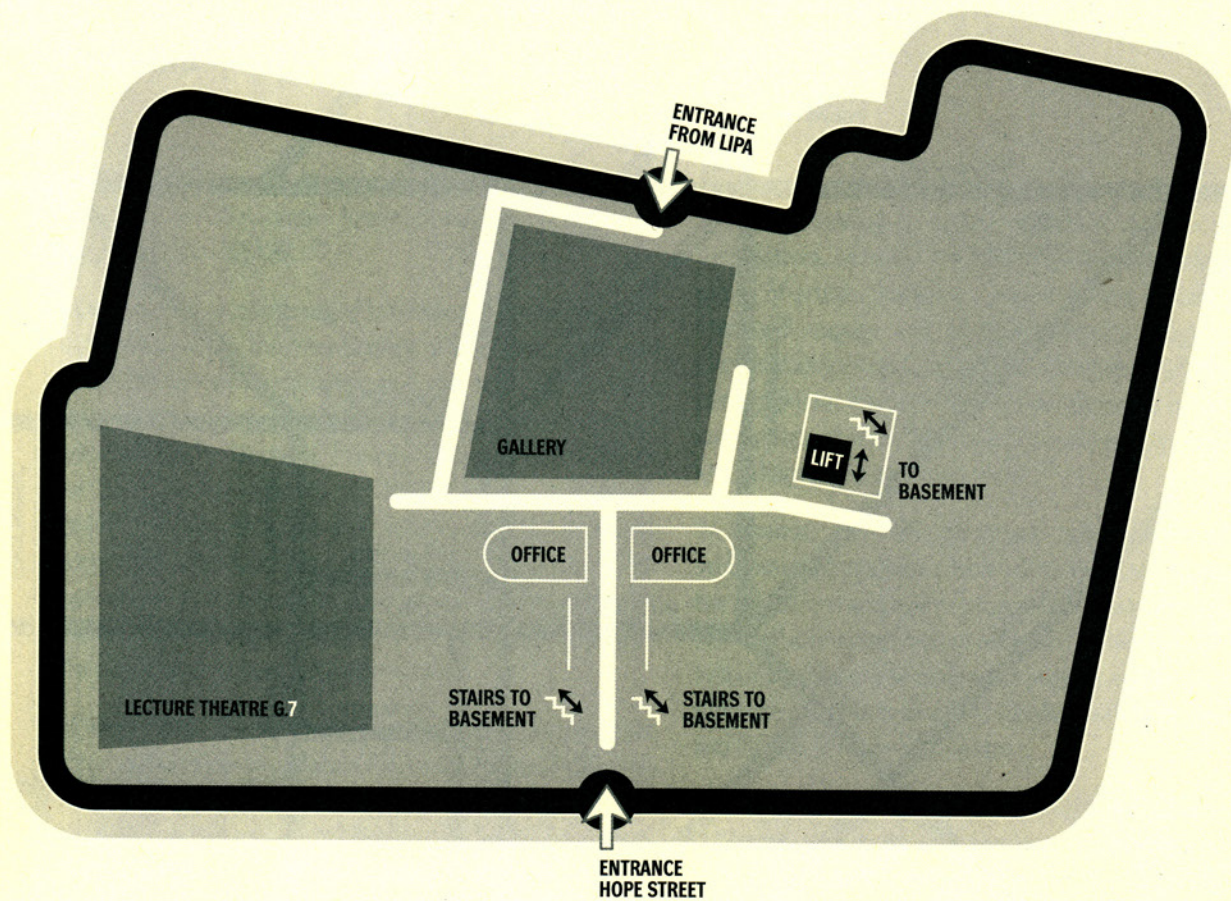 ENTRANCE
FROM LIPA
GALLERY
LIFT
TO
BASEMENT
OFFICE
OFFICE
LECTURE THEATRE G.7
STAIRS TO
BASEMENT
STAIRS TO
BASEMENT
ENTRANCE
HOPE STREET